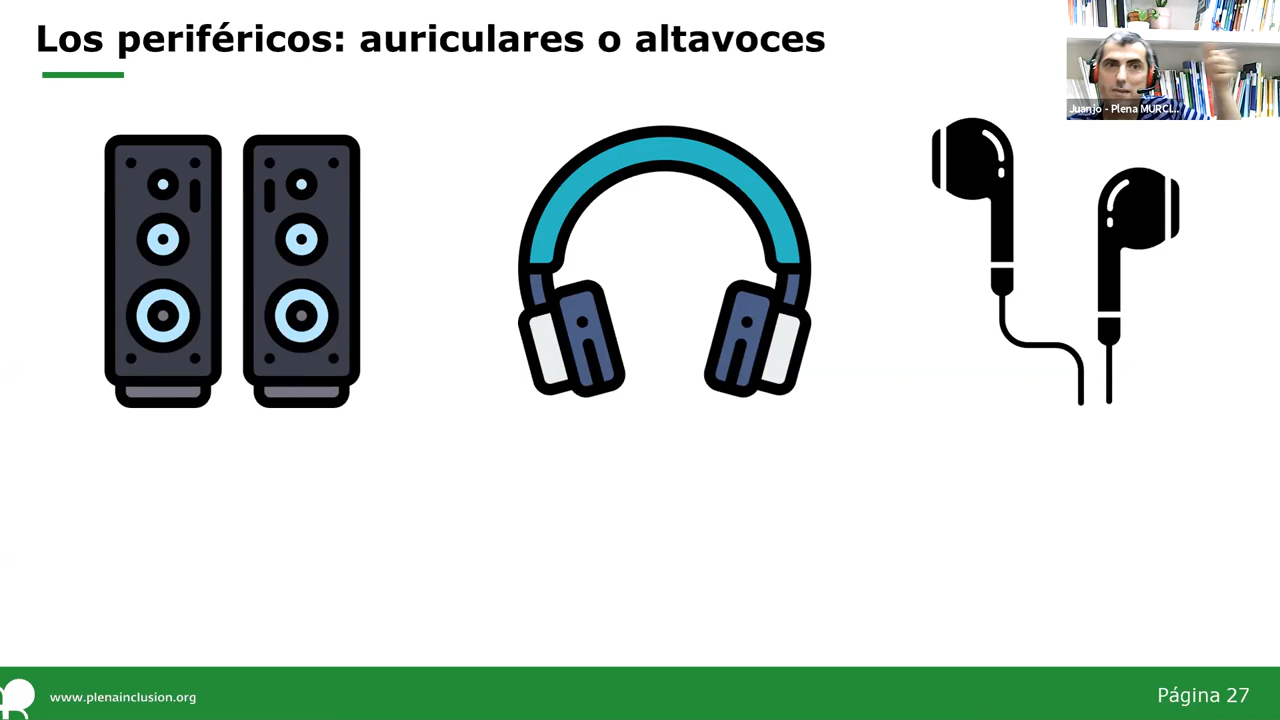 Los periféricos: auriculares o altavoces
Juanjo - Plena MURCI...
www.plenainclusion.org
Página 27